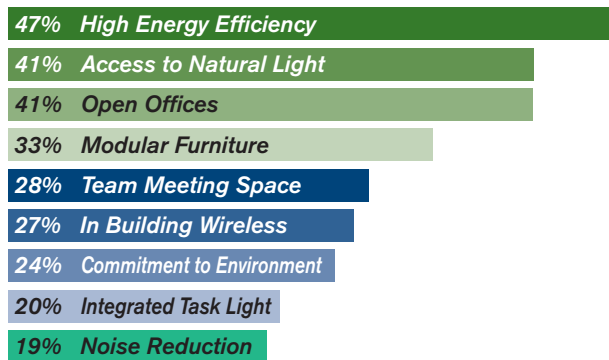 47% High Energy Efficiency
41% Access to Natural Light
41% Open Offices
33% Modular Furniture
28% Team Meeting Space
27% In Building Wireless
24% Commitment to Environment
20% Integrated Task Light
19% Noise Reduction